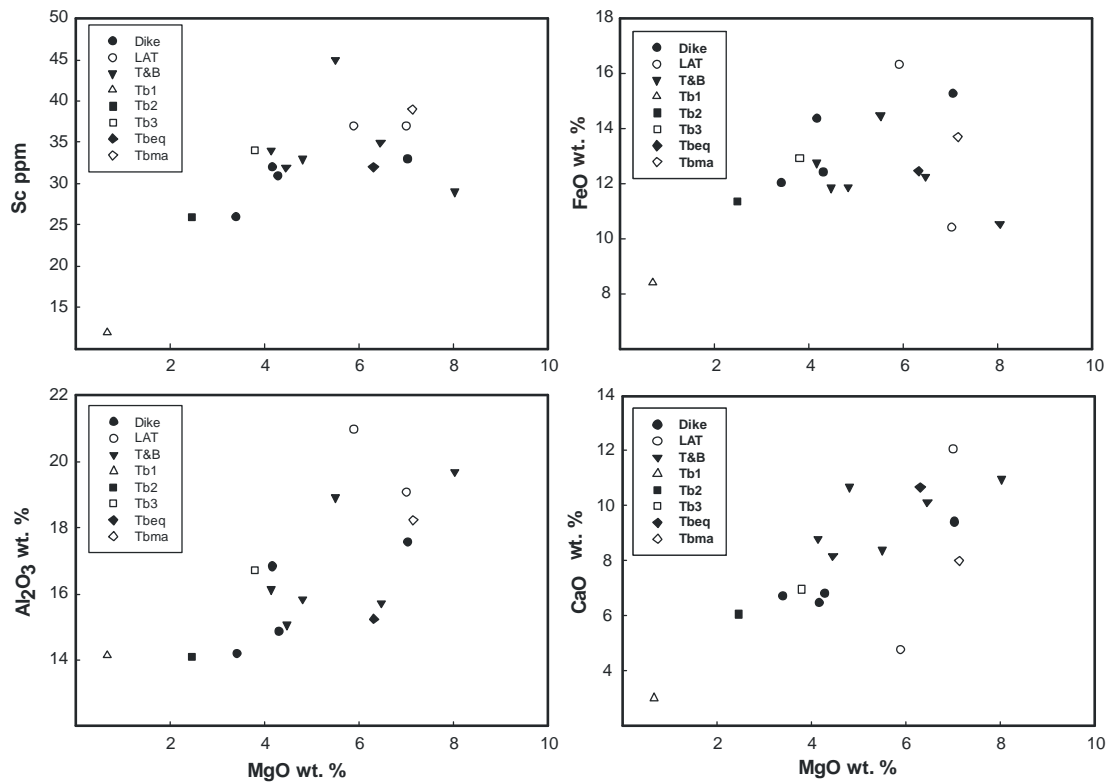 50
45
40
35
30
25
20
15
Sc ppm
Dike
LAT
T&B
Tb1
Tb2
Tb3
Tbeq
Tbma
2 4 6 8 10
18
16
14
12
10
8
FeO wt. %
Dike
LAT
T&B
Tb1
Tb2
Tb3
Tbeq
Tbma
2 4 6 8 10
22
20
18
16
14
Al2O3 wt. %
Dike
LAT
T&B
Tb1
Tb2
Tb3
Tbeq
Tbma
2 4 6 8 10
MgO wt. %
14
12
10
8
6
4
CaO wt. %
Dike
LAT
T&B
Tb1
Tb2
Tb3
Tbeq
Tbma
2 4 6 8 10
MgO wt. %